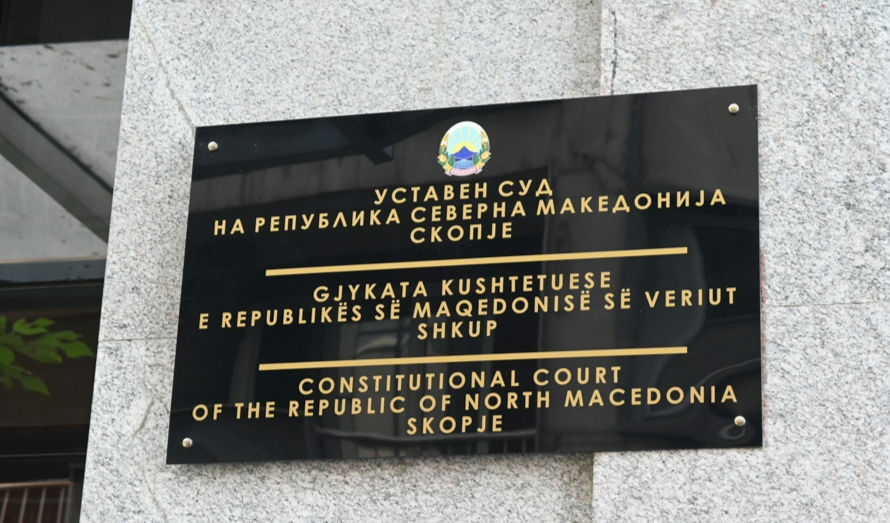 УСТАВЕН СУД
НА РЕПУБЛИКА СЕВЕРНА МАКЕДОНИЈА
СКОПЈЕ
GJYKATA KUSHTETUESE
E REPUBLIKËS SË MAQEDONISË SË VERIUT
SHKUP
CONSTITUTIONAL COURT
OF THE REPUBLIC OF NORTH MACEDONIA
SKOPJE